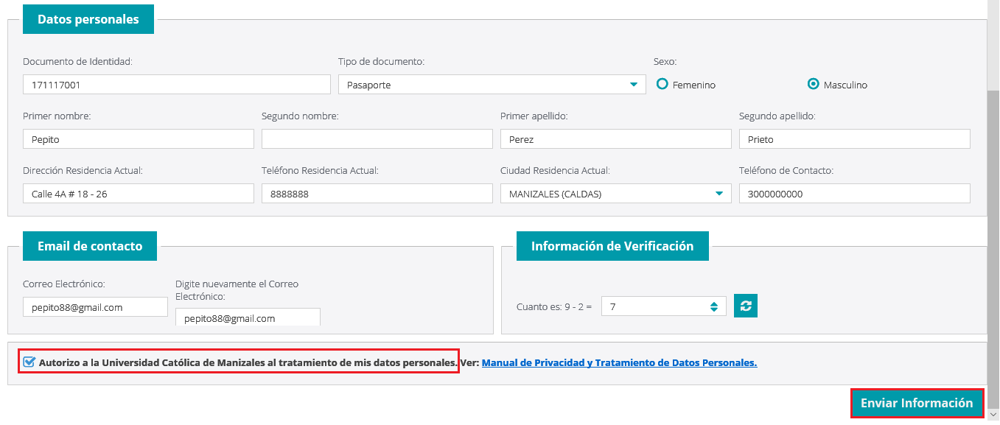 Datos personales
Documento de Identidad: Tipo de documento: Sexo:
171117001 Pasaporte Femenino Masculino
Primer nombre: Segundo nombre: Primer apellido: Segundo apellido:
Pepito Perez Prieto
Dirección Residencia Actual: Teléfono Residencia Actual: Ciudad Residencia Actual: Teléfono de Contacto:
Calle 4A # 18 - 26 8888888 MANIZALES (CALDAS) 3000000000
Email de contacto
Correo Electrónico:
pepito88@gmail.com
Digite nuevamente el Correo
Electrónico:
pepito88@gmail.com
Información de Verificación
Cuanto es: 9 - 2 = 7
Autorizo a la Universidad Católica de Manizales al tratamiento de mis datos personales. Ver: Manual de Privacidad y Tratamiento de Datos Personales.
Enviar Información